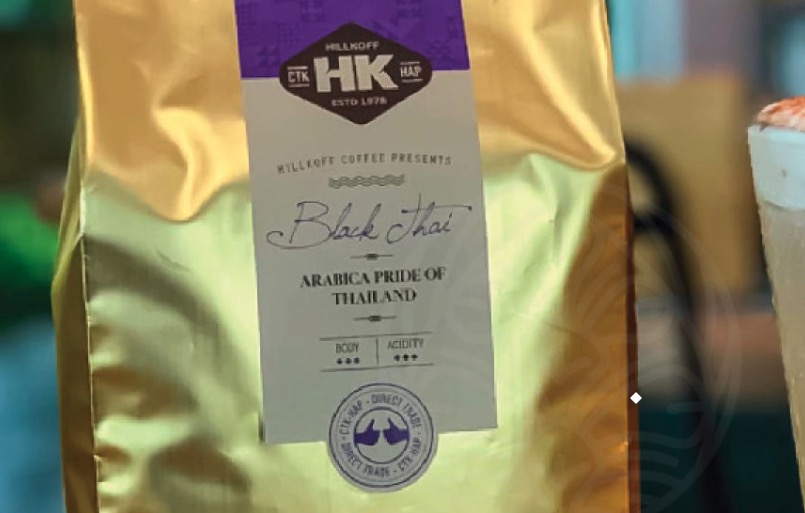 HILLKOFF
CTK HK HAP
ESTD 1978
HILLKOFF COFFEE PRESENTS
Black Thai
ARABICA PRIDE OF
THAILAND
BODY ACIDITY
CTK-HAP - DIRECT TRADE - CTK-HAP - DIRECT TRADE -